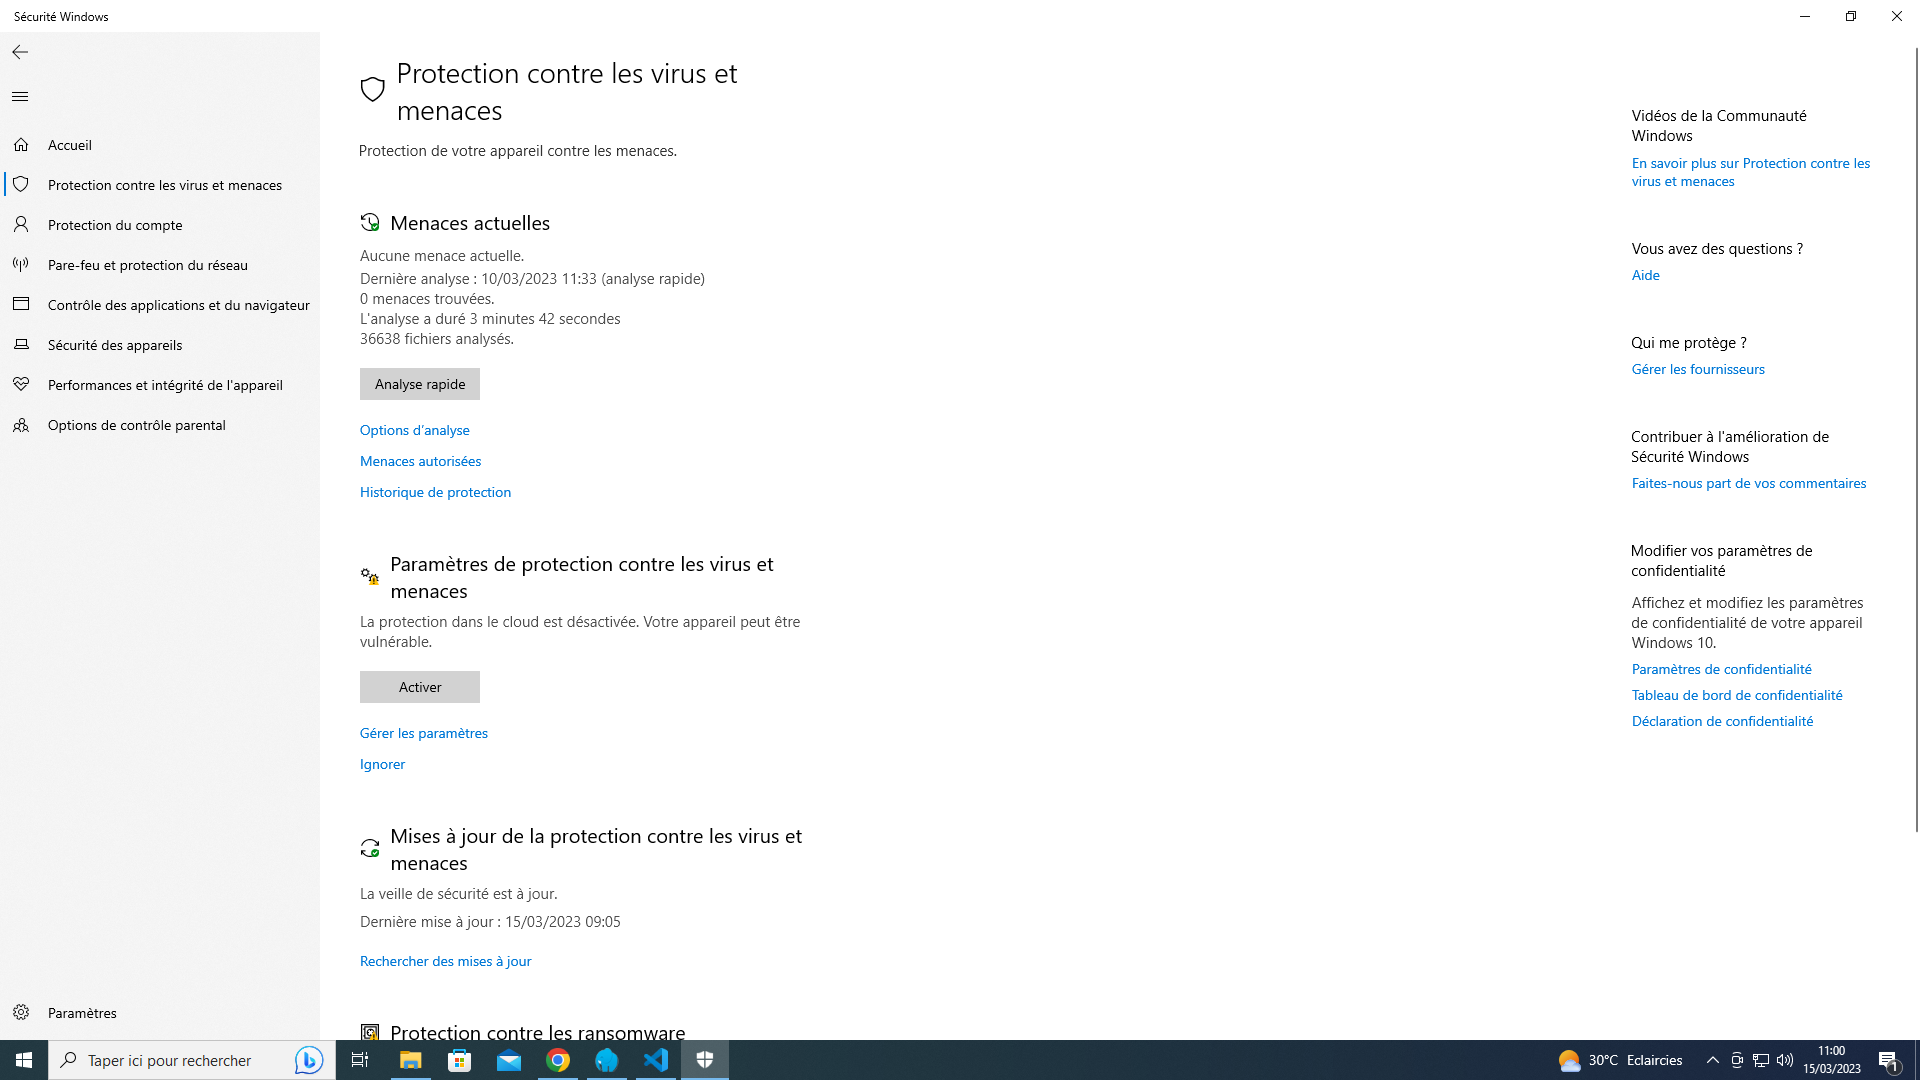 Sécurité Windows
Accueil
Protection contre les virus et menaces
Protection du compte
Pare-feu et protection du réseau
Contrôle des applications et du navigateur
Sécurité des appareils
Performances et intégrité de l'appareil
Options de contrôle parental
Paramètres
Protection contre les virus et
menaces
Protection de votre appareil contre les menaces.
Menaces actuelles
Aucune menace actuelle.
Dernière analyse : 10/03/2023 11:33 (analyse rapide)
0 menaces trouvées.
L'analyse a duré 3 minutes 42 secondes
36638 fichiers analysés.
Analyse rapide
Options d'analyse
Menaces autorisées
Historique de protection
Paramètres de protection contre les virus et
menaces
La protection dans le cloud est désactivée. Votre appareil peut être
vulnérable.
Activer
Gérer les paramètres
Ignorer
Mises à jour de la protection contre les virus et
menaces
La veille de sécurité est à jour.
Dernière mise à jour : 15/03/2023 09:05
Rechercher des mises à jour
Protection contre les ransomware
Vidéos de la Communauté
Windows
En savoir plus sur Protection contre les
virus et menaces
Vous avez des questions ?
Aide
Qui me protège ?
Gérer les fournisseurs
Contribuer à l'amélioration de
Sécurité Windows
Faites-nous part de vos commentaires
Modifier vos paramètres de
confidentialité
Affichez et modifiez les paramètres
de confidentialité de votre appareil
Windows 10.
Paramètres de confidentialité
Tableau de bord de confidentialité
Déclaration de confidentialité
Taper ici pour rechercher
30°C Eclaircies
11:00
15/03/2023
1